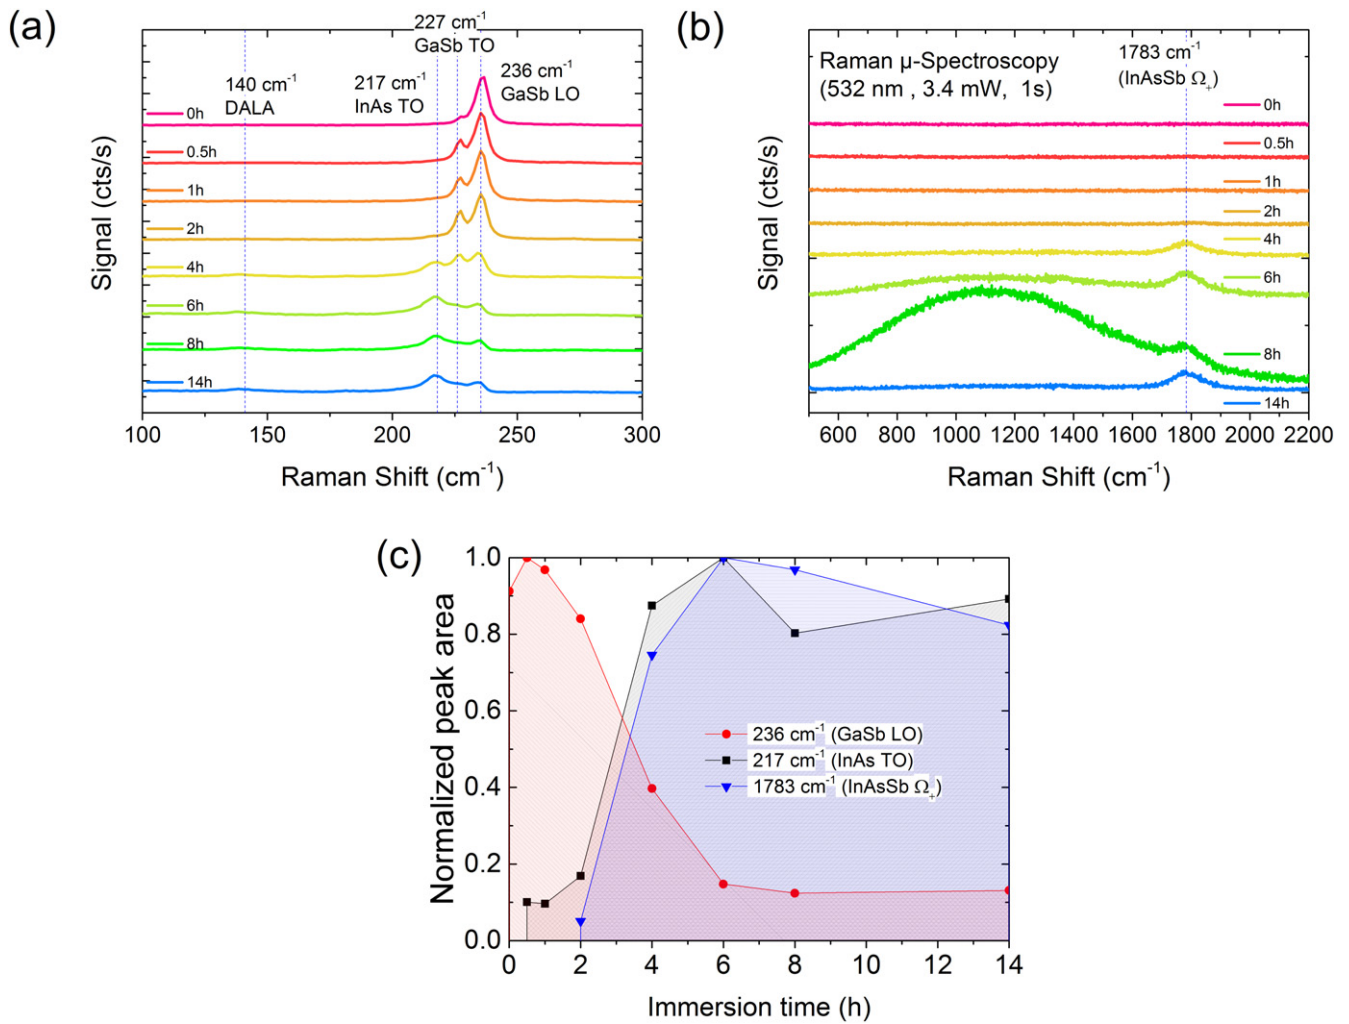 (a)
227 cm-1
GaSb TO
140 cm-1
DALA
217 cm-1
InAs TO
236 cm-1
GaSb LO
0h
0.5h
1h
2h
4h
6h
8h
14h
Signal (cts/s)
100 150 200 250 300
Raman Shift (cm-1)
(b)
Raman µ-Spectroscopy
(532 nm , 3.4 mW, 1s)
1783 cm-1
(InAsSb Ω+)
0h
0.5h
1h
2h
4h
6h
8h
14h
Signal (cts/s)
600 800 1000 1200 1400 1600 1800 2000 2200
Raman Shift (cm-1)
(c)
1.0
0.8
0.6
0.4
0.2
0.0
Normalized peak area
236 cm-1 (GaSb LO)
217 cm-1 (InAs TO)
1783 cm-1 (InAsSb Ω+)
0 2 4 6 8 10 12 14
Immersion time (h)